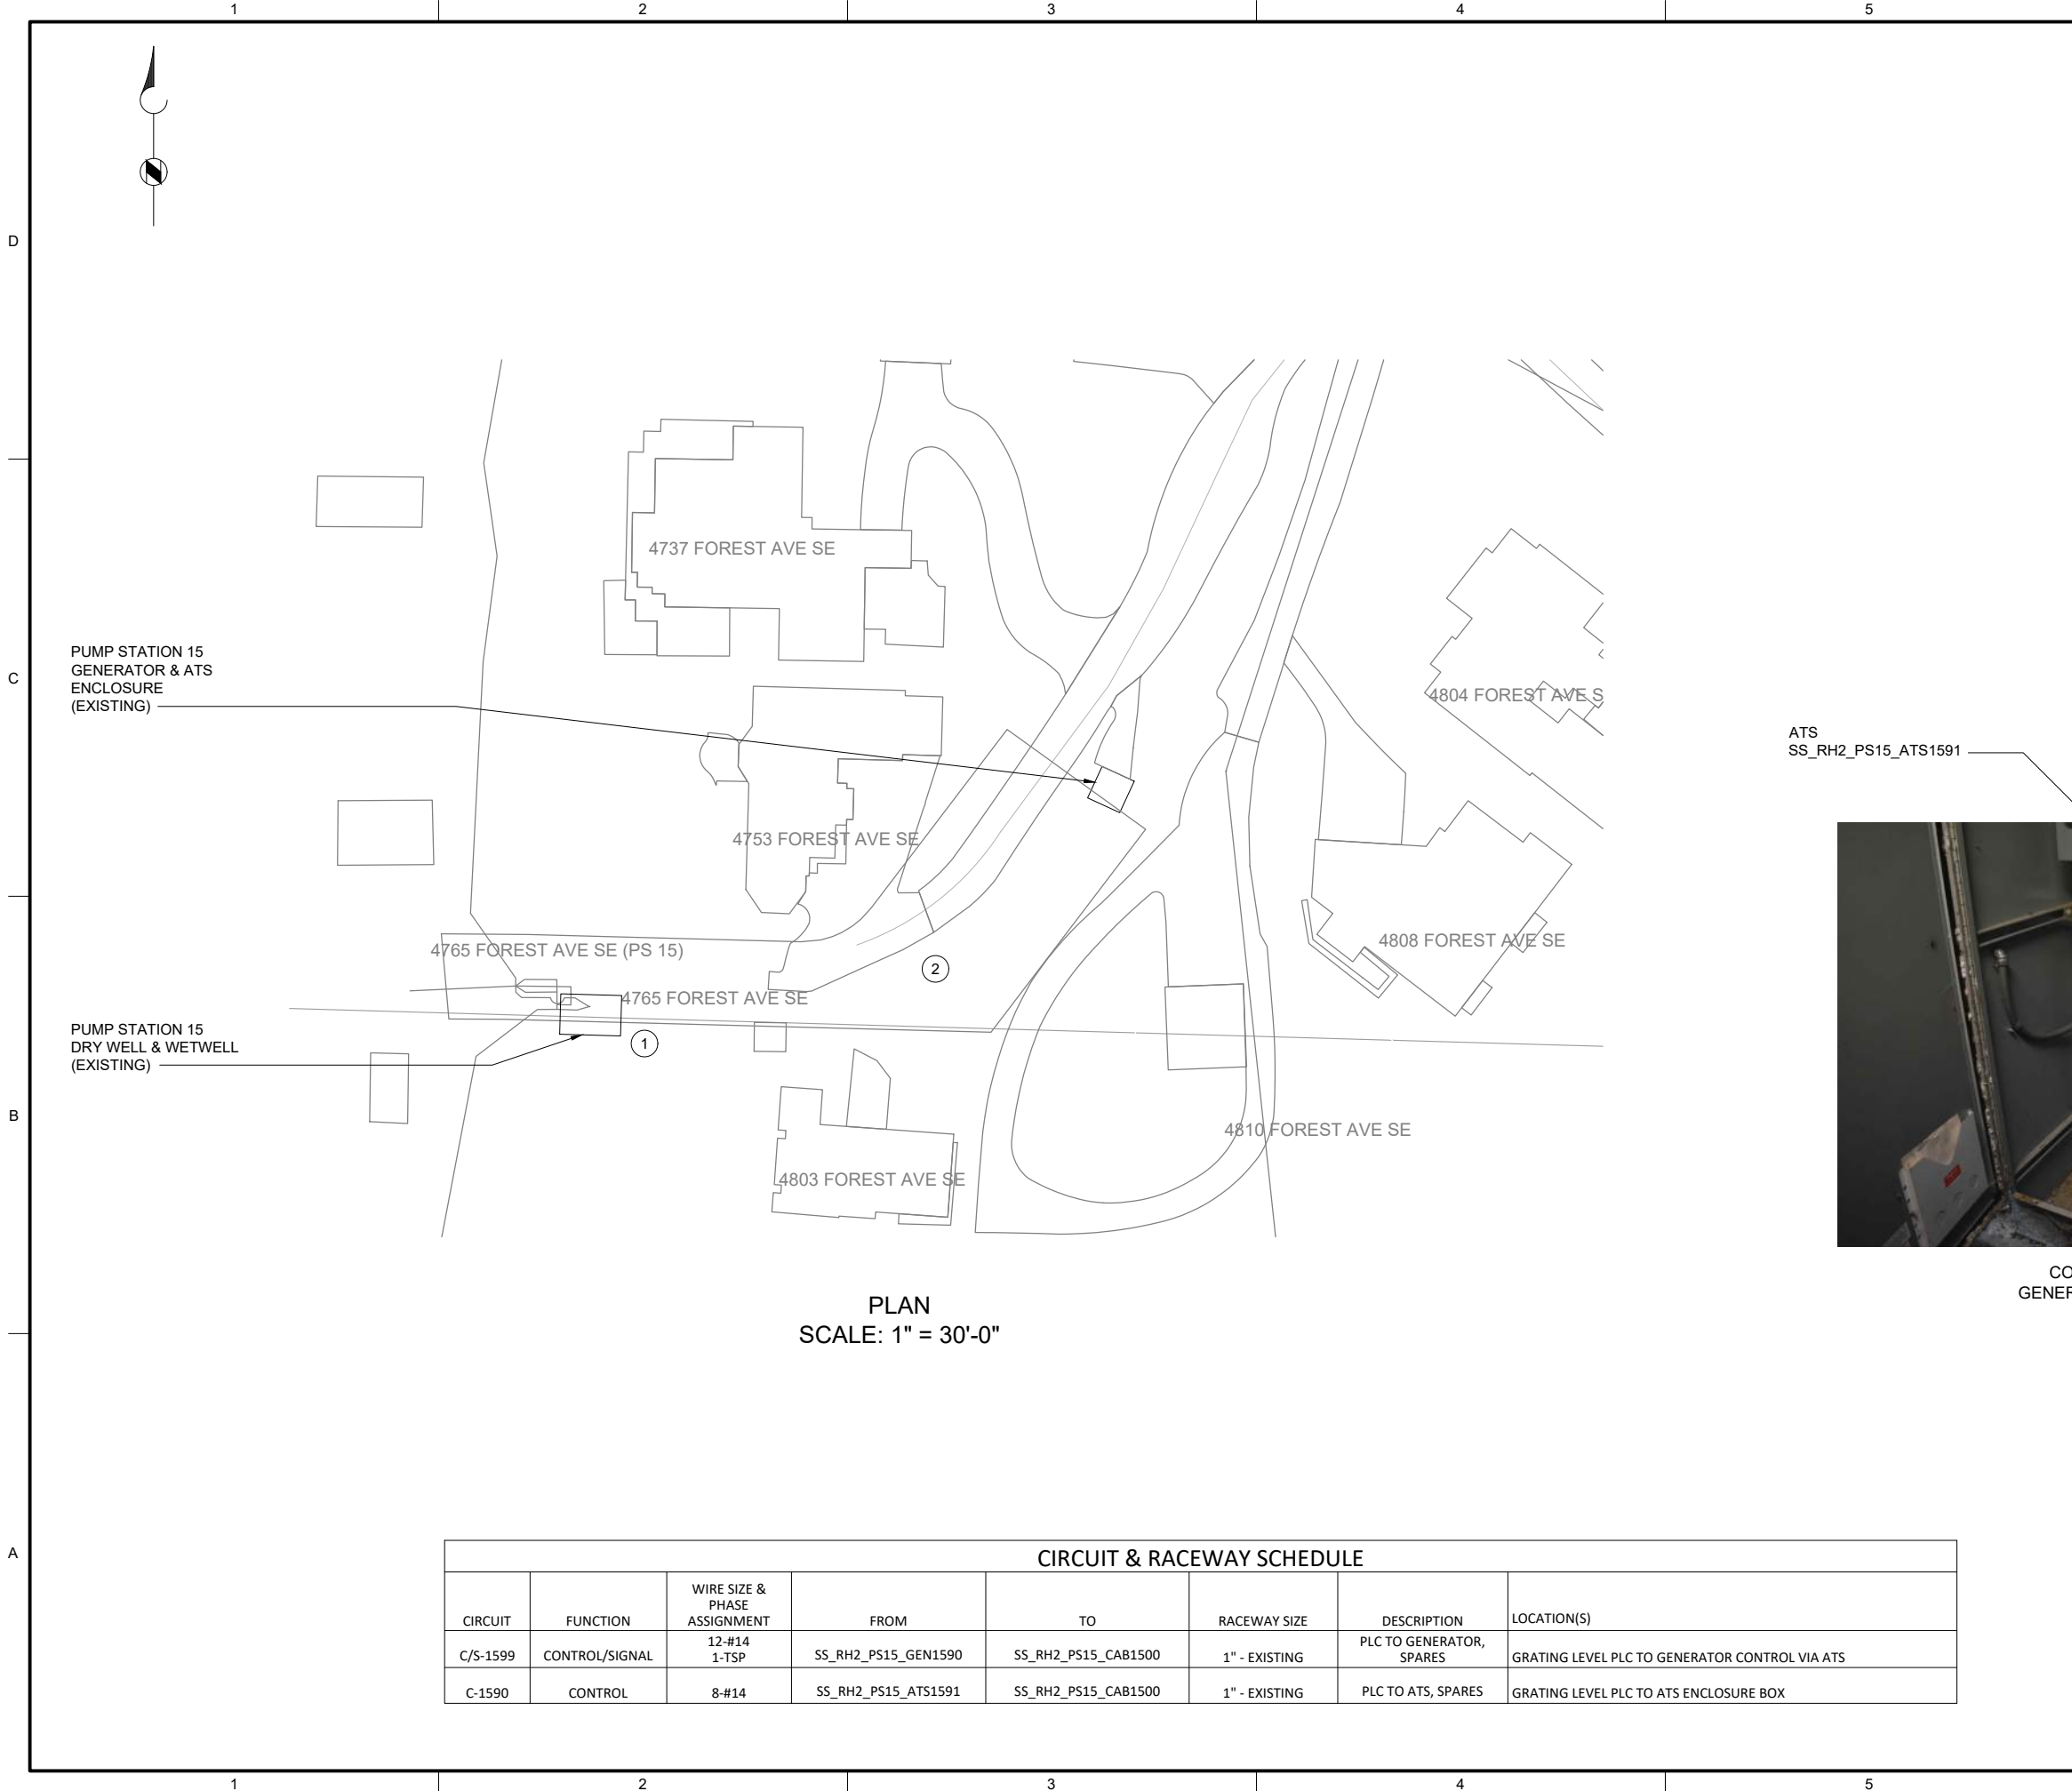 1 2 3 4 5
D
C
B
A
PUMP STATION 15
GENERATOR & ATS
ENCLOSURE
(EXISTING)
PUMP STATION 15
DRY WELL & WETWELL
(EXISTING)
4737 FOREST AVE SE
4804 FOREST AVE S
4753 FOREST AVE SE
4765 FOREST AVE SE (PS 15)
4808 FOREST AVE SE
2
4765 FOREST AVE SE
1
4810 FOREST AVE SE
4803 FOREST AVE SE
ATS
SS_RH2_PS15_ATS1591
CO
GENER
PLAN
SCALE: 1" = 30'-0"
CIRCUIT & RACEWAY SCHEDULE
CIRCUIT FUNCTION WIRE SIZE & PHASE ASSIGNMENT FROM TO RACEWAY SIZE DESCRIPTION LOCATION(S)
C/S-1599 CONTROL/SIGNAL 12-#14 1-TSP SS_RH2_PS15_GEN1590 SS_RH2_PS15_CAB1500 1" - EXISTING PLC TO GENERATOR, SPARES GRATING LEVEL PLC TO GENERATOR CONTROL VIA ATS
C-1590 CONTROL 8-#14 SS_RH2_PS15_ATS1591 SS_RH2_PS15_CAB1500 1" - EXISTING PLC TO ATS, SPARES GRATING LEVEL PLC TO ATS ENCLOSURE BOX
1 2 3 4 5